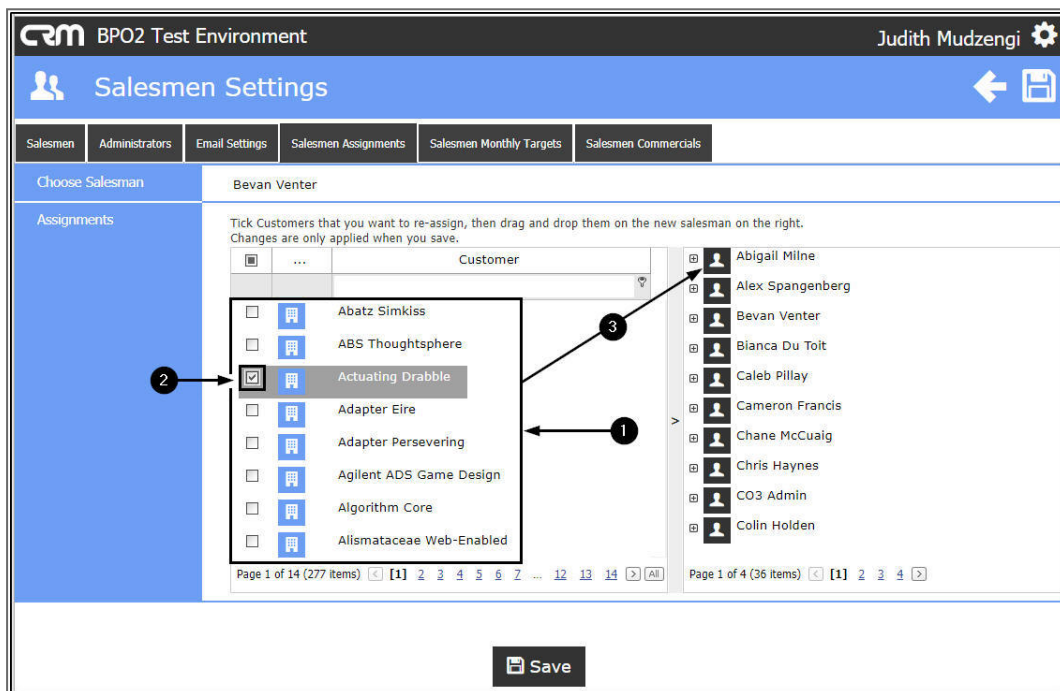 CRM BPO2 Test Environment Judith Mudzengi
Salesmen Settings
Salesmen Administrators Email Settings Salesmen Assignments Salesmen Monthly Targets Salesmen Commercials
Choose Salesman Bevan Venter
Assignments
Tick Customers that you want to re-assign, then drag and drop them on the new salesman on the right.
Changes are only applied when you save.
... Customer
Abatz Simkiss
ABS Thoughtsphere
Actuating Drabble
Adapter Eire
Adapter Persevering
Agilent ADS Game Design
Algorithm Core
Alismataceae Web-Enabled
Page 1 of 14 (277 items) < [1] 2 3 4 5 6 7 ... 12 13 14 > All
2
3
1
>
Abigail Milne
Alex Spangenberg
Bevan Venter
Bianca Du Toit
Caleb Pillay
Cameron Francis
Chane McCuaig
Chris Haynes
CO3 Admin
Colin Holden
Page 1 of 4 (36 items) < [1] 2 3 4 >
Save